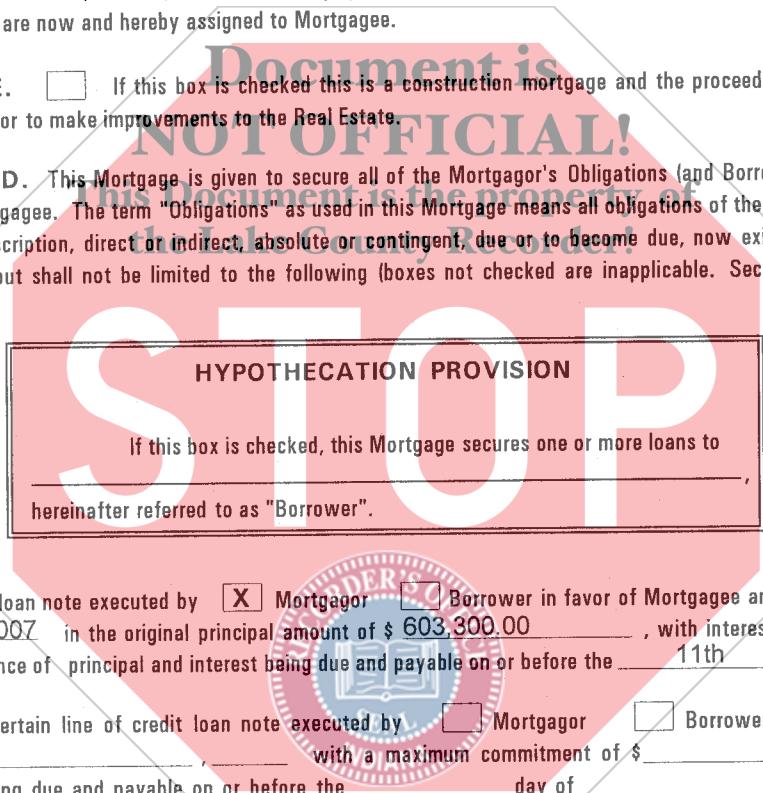 are now and hereby assigned to Mortgagee.
Document is
If this box is checked this is a construction mortgage and the proceed
or to make improvements to the Real Estate.
NOT OFFICIAL!
D. This Mortgage is given to secure all of the Mortgagor's Obligations (and Borro
This Document is the property of
gagee. The term "Obligations" as used in this Mortgage means all obligations of the
scription, direct or indirect, absolute or contingent, due or to become due, now exi
the Lake County Recorder!
out shall not be limited to the following (boxes not checked are inapplicable. Sec
STOP
HYPOTHECATION PROVISION
If this box is checked, this Mortgage secures one or more loans to
,
hereinafter referred to as "Borrower".
loan note executed by X Mortgagor Borrower in favor of Mortgagee an
007 in the original principal amount of $ 603,300.00 , with interes
nce of principal and interest being due and payable on or before the 11th
RECORDER'S OFFICE
SEAL
INDIANA
ertain line of credit loan note executed by Mortgagor Borrowe
, with a maximum commitment of $
ng due and payable on or before the day of